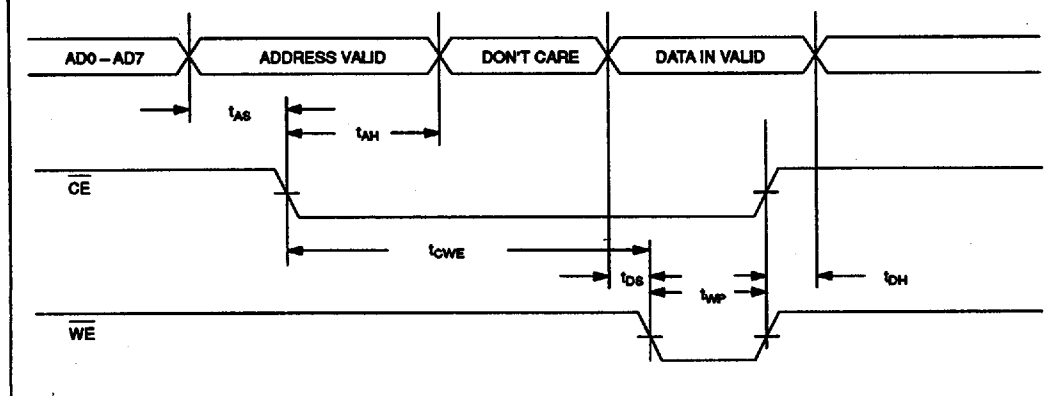 AD0 – AD7 ADDRESS VALID DON'T CARE DATA IN VALID
tAS
tAH
CE
tCWE
tDS tDH
tWP
WE